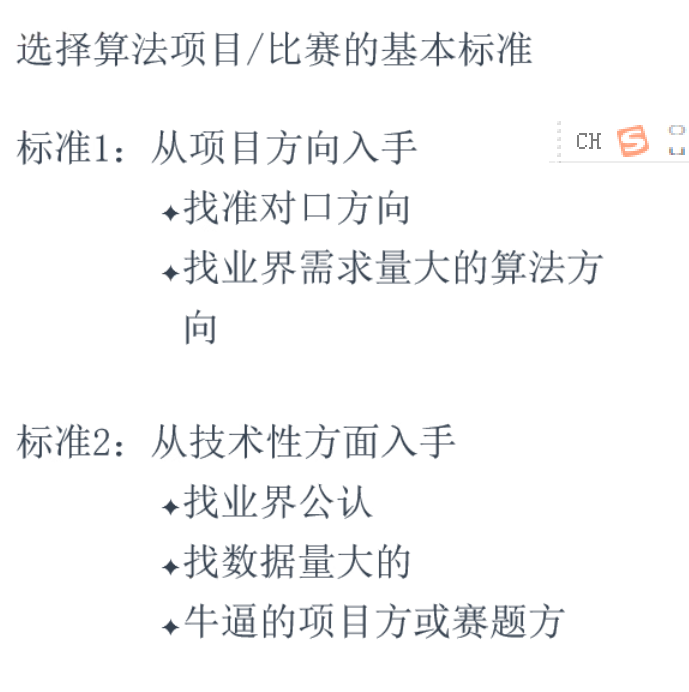 选择算法项目/比赛的基本标准
标准1：从项目方向入手
CH S
✦找准对口方向
✦找业界需求量大的算法方
向
标准2：从技术性方面入手
✦找业界公认
✦找数据量大的
✦牛逼的项目方或赛题方